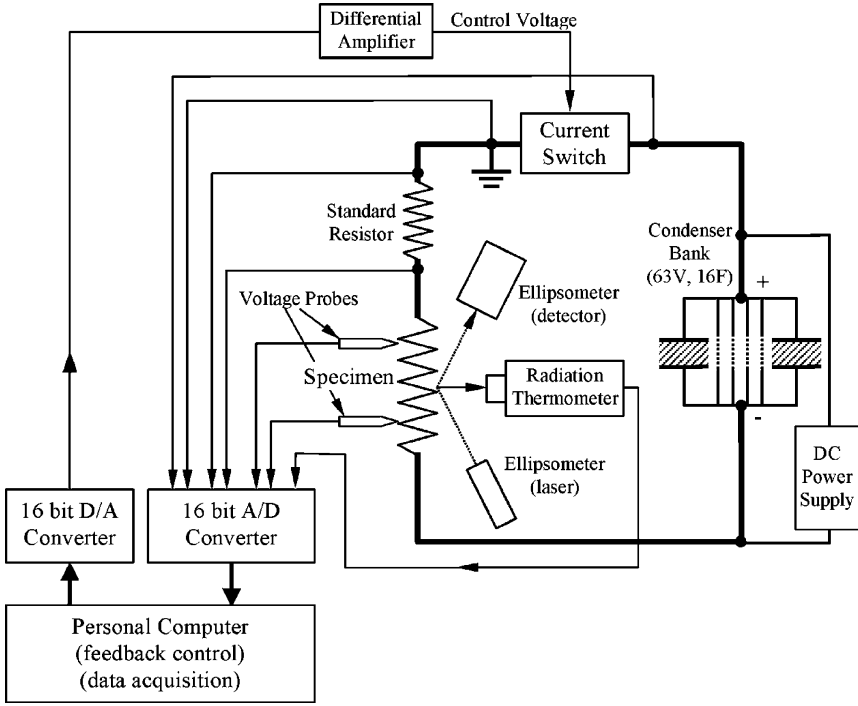 Differential
Amplifier
Control Voltage
Current
Switch
Standard
Resistor
Condenser
Bank
(63V, 16F)
+
Ellipsometer
(detector)
Voltage Probes
Specimen
Radiation
Thermometer
-
Ellipsometer
(laser)
DC
Power
Supply
16 bit D/A
Converter
16 bit A/D
Converter
Personal Computer
(feedback control)
(data acquisition)